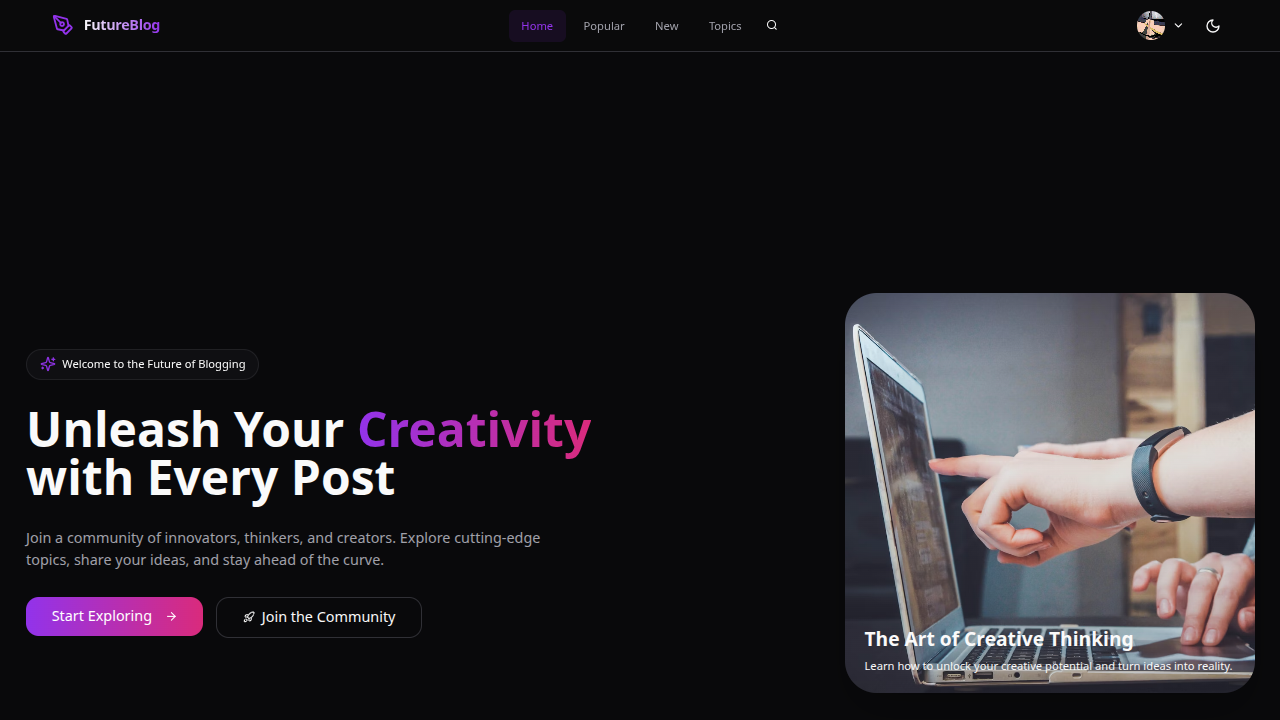 FutureBlog
Home
Popular
New
Topics
Welcome to the Future of Blogging
Unleash Your Creativity
with Every Post
Join a community of innovators, thinkers, and creators. Explore cutting-edge
topics, share your ideas, and stay ahead of the curve.
Start Exploring
Join the Community
The Art of Creative Thinking
Learn how to unlock your creative potential and turn ideas into reality.